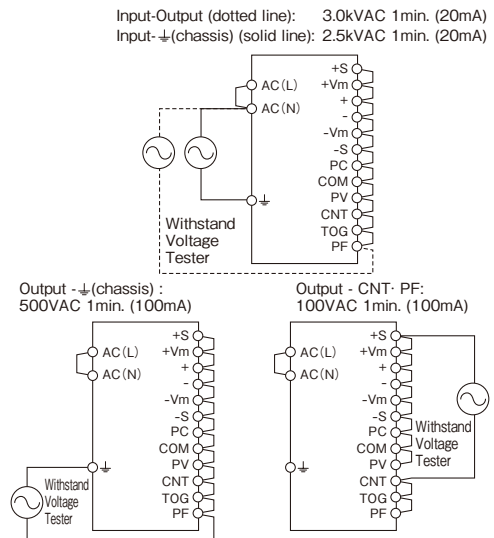 Input-Output (dotted line): 3.0kVAC 1min. (20mA)
Input-⏚(chassis) (solid line): 2.5kVAC 1min. (20mA)
+S
AC(L)
+Vm
+
AC(N)
-
-Vm
-S
PC
COM
PV
⏚
CNT
Withstand
Voltage
Tester
TOG
PF
Output -⏚(chassis) :
500VAC 1min. (100mA)
+S
AC(L)
+Vm
+
AC(N)
-
-Vm
-S
PC
COM
PV
⏚
CNT
TOG
PF
Withstand
Voltage
Tester
Output - CNT· PF:
100VAC 1min. (100mA)
+S
AC(L)
+Vm
+
AC(N)
-
-Vm
-S
PC
COM
PV
⏚
CNT
TOG
PF
Withstand
Voltage
Tester